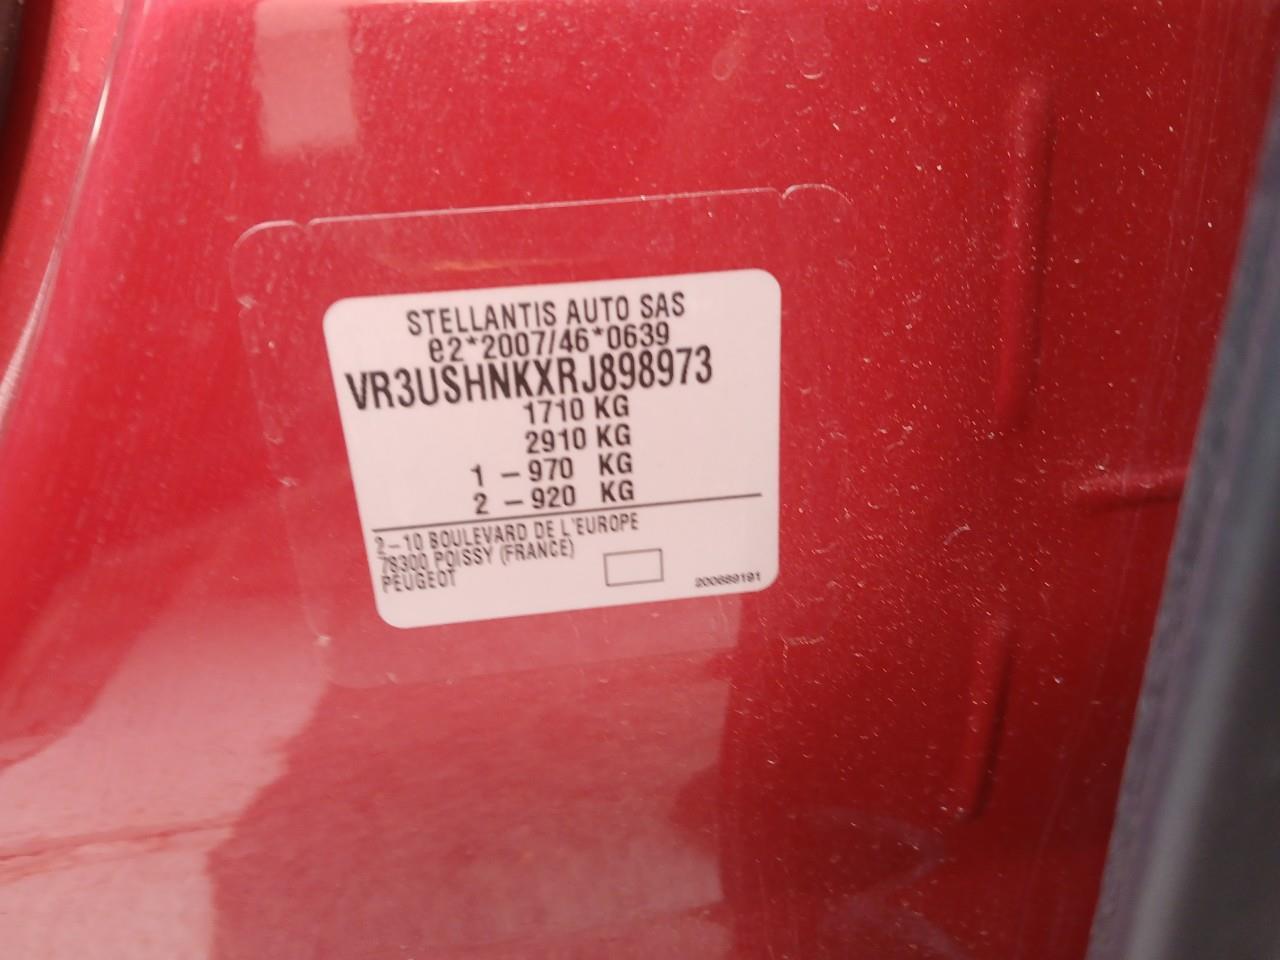 STELLANTIS AUTO SAS
e2*2007/46*0639
VR3USHNKXRJ898973
1710 KG
2910 KG
1 – 970 KG
2 – 920 KG
2–10 BOULEVARD DE L'EUROPE
78300 POISSY (FRANCE)
PEUGEOT
200689191